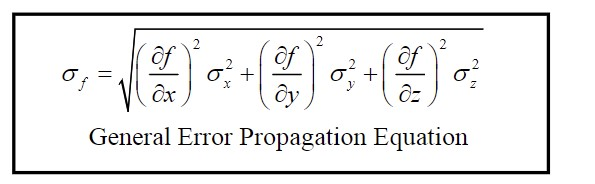 σ_f = √((∂f/∂x)² σ_x² + (∂f/∂y)² σ_y² + (∂f/∂z)² σ_z²)
General Error Propagation Equation